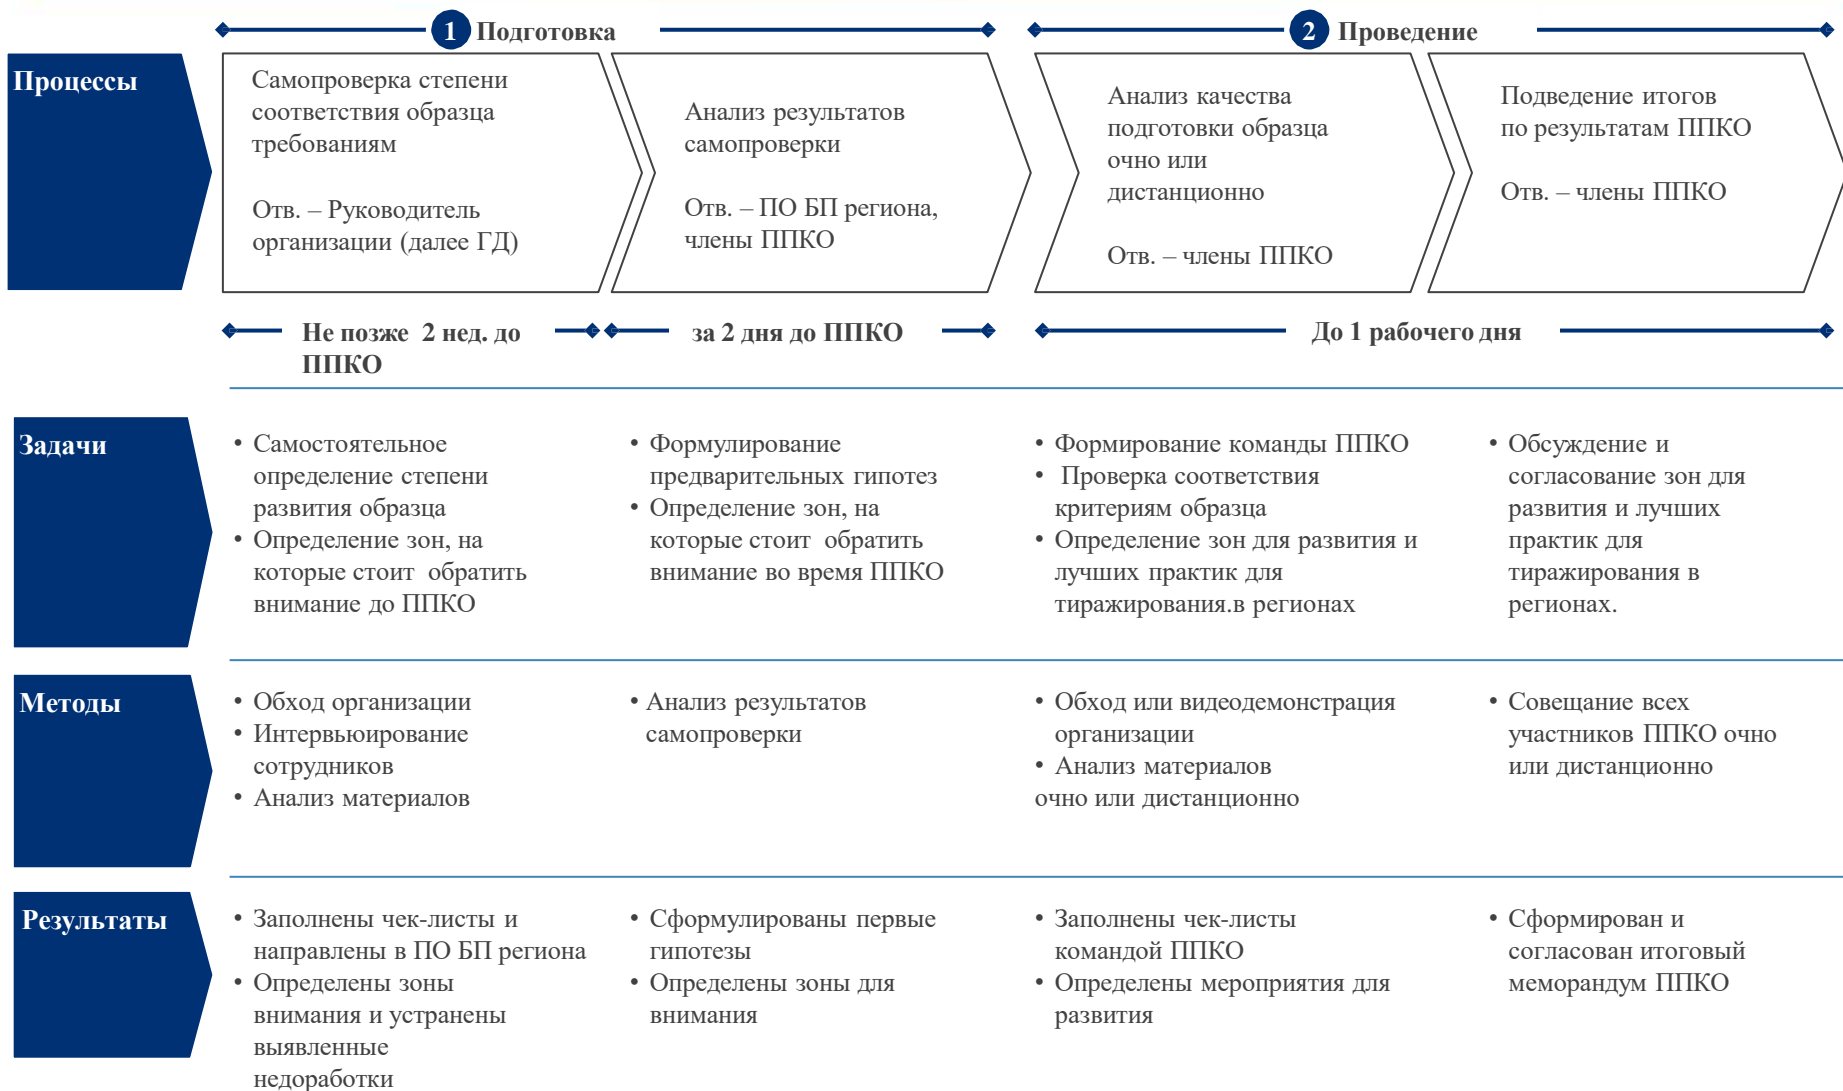 1 Подготовка
2 Проведение
Процессы
Самопроверка степени
соответствия образца
требованиям
Отв. – Руководитель
организации (далее ГД)
Анализ результатов
самопроверки
Отв. – ПО БП региона,
члены ППКО
Анализ качества
подготовки образца
очно или
дистанционно
Отв. – члены ППКО
Подведение итогов
по результатам ППКО
Отв. – члены ППКО
Не позже 2 нед. до
ППКО
за 2 дня до ППКО
До 1 рабочего дня
Задачи
• Самостоятельное
определение степени
развития образца
• Определение зон, на
которые стоит обратить
внимание до ППКО
• Формулирование
предварительных гипотез
• Определение зон, на
которые стоит обратить
внимание во время ППКО
• Формирование команды ППКО
• Проверка соответствия
критериям образца
• Определение зон для развития и
лучших практик для
тиражирования.в регионах
• Обсуждение и
согласование зон для
развития и лучших
практик для
тиражирования в
регионах.
Методы
• Обход организации
• Интервьюирование
сотрудников
• Анализ материалов
• Анализ результатов
самопроверки
• Обход или видеодемонстрация
организации
• Анализ материалов
очно или дистанционно
• Совещание всех
участников ППКО очно
или дистанционно
Результаты
• Заполнены чек-листы и
направлены в ПО БП региона
• Определены зоны
внимания и устранены
выявленные
недоработки
• Сформулированы первые
гипотезы
• Определены зоны для
внимания
• Заполнены чек-листы
командой ППКО
• Определены мероприятия для
развития
• Сформирован и
согласован итоговый
меморандум ППКО